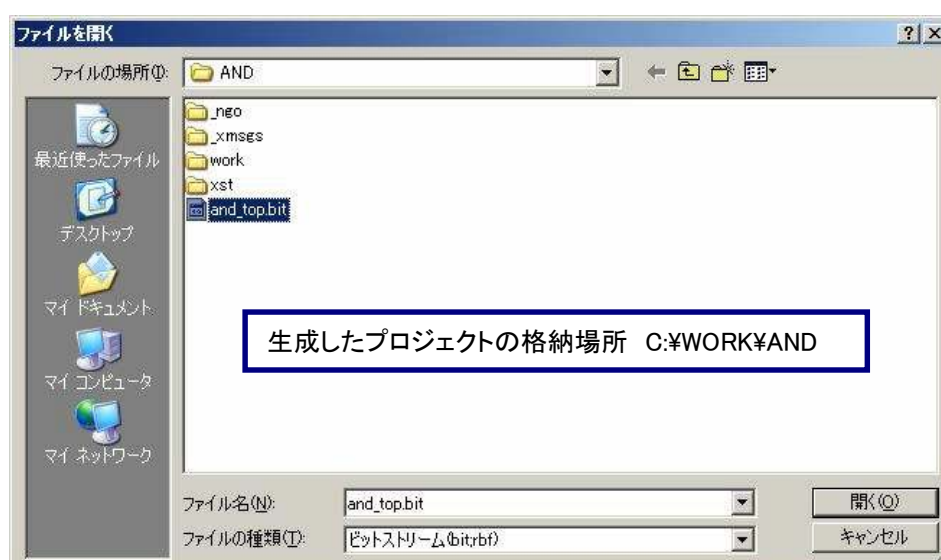 ファイルを開く
ファイルの場所(I):
AND
最近使ったファイル
デスクトップ
マイ ドキュメント
マイ コンピュータ
マイ ネットワーク
_ngo
_xmsgs
work
xst
and_top.bit
生成したプロジェクトの格納場所 C:¥WORK¥AND
ファイル名(N):
and_top.bit
開く(O)
ファイルの種類(T):
ビットストリーム(bit;rbf)
キャンセル